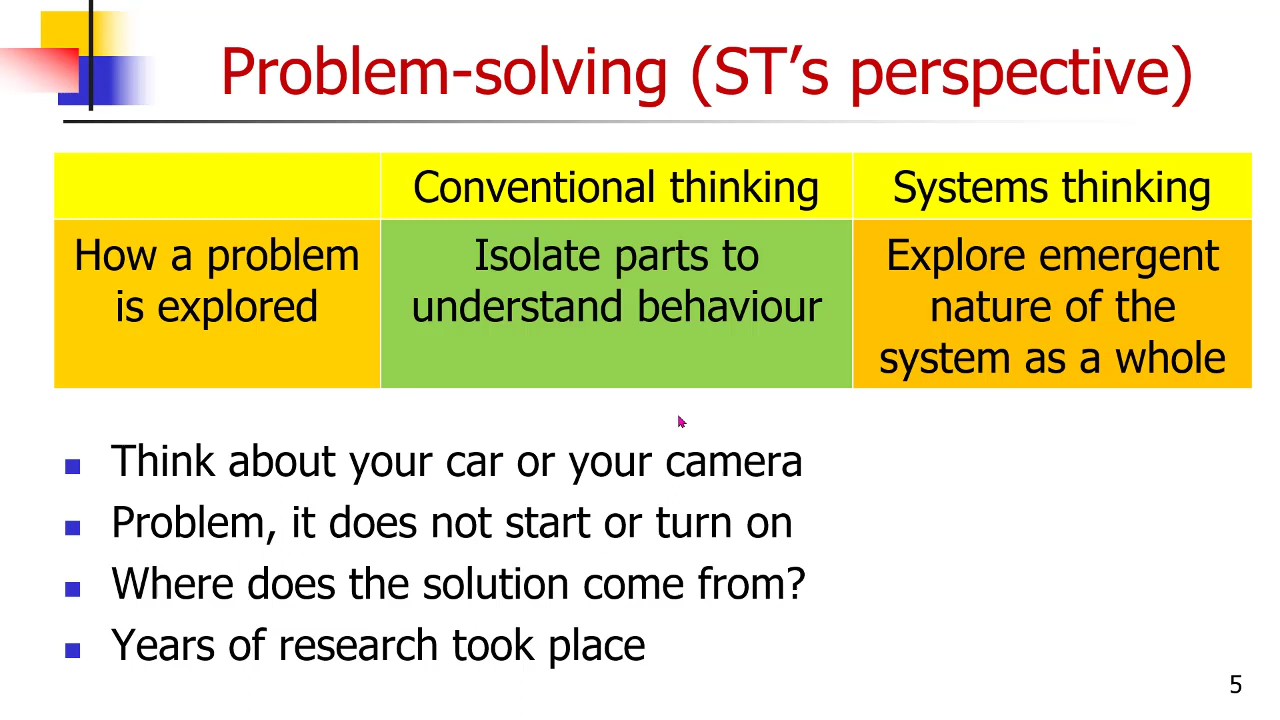 Problem-solving (ST’s perspective)
Conventional thinking
Systems thinking
How a problem
is explored
Isolate parts to
understand behaviour
Explore emergent
nature of the
system as a whole
Think about your car or your camera
Problem, it does not start or turn on
Where does the solution come from?
Years of research took place
5